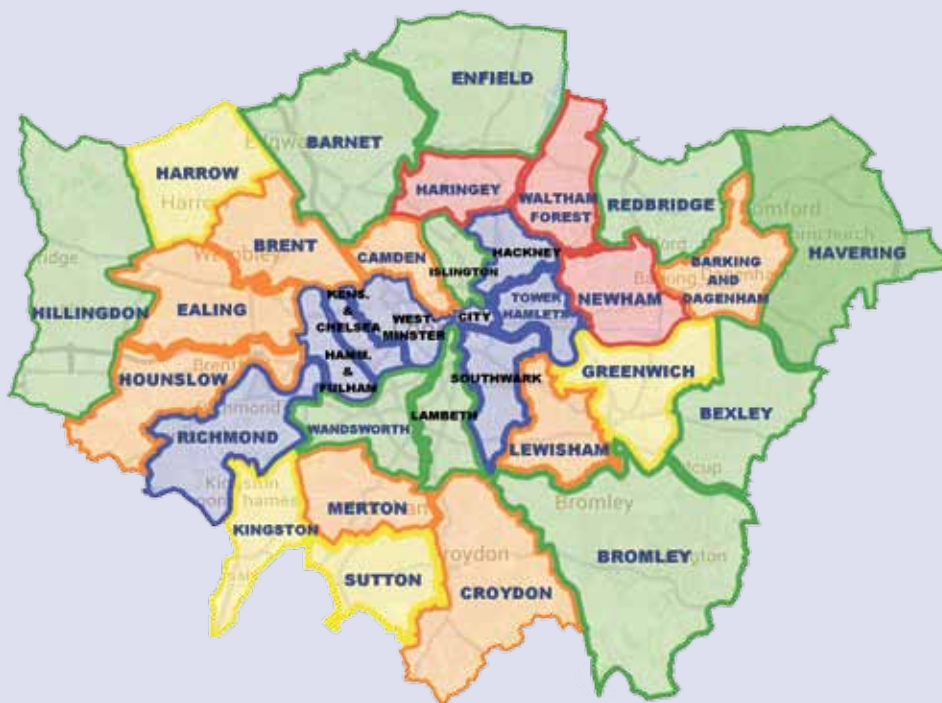 ENFIELD
BARNET
HARROW
HARINGEY
WALTHAM
FOREST
REDBRIDGE
HAVERING
BRENT
CAMDEN
ISLINGTON
HACKNEY
BARKING
AND
DAGENHAM
HILLINGDON
EALING
KENS.
&
CHELSEA
WEST
MINSTER
CITY
TOWER
HAMLETS
NEWHAM
HOUNSLOW
HAMM.
&
FULHAM
SOUTHWARK
GREENWICH
BEXLEY
RICHMOND
WANDSWORTH
LAMBETH
LEWISHAM
KINGSTON
MERTON
Bromley
BROMLEY
SUTTON
CROYDON